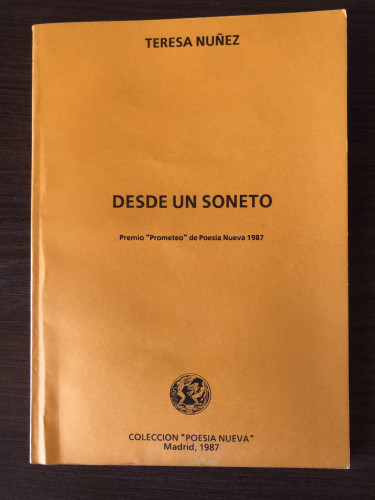 TERESA NUÑEZ
DESDE UN SONETO
Premio "Prometeo" de Poesía Nueva 1987
COLECCION "POESIA NUEVA"
Madrid, 1987